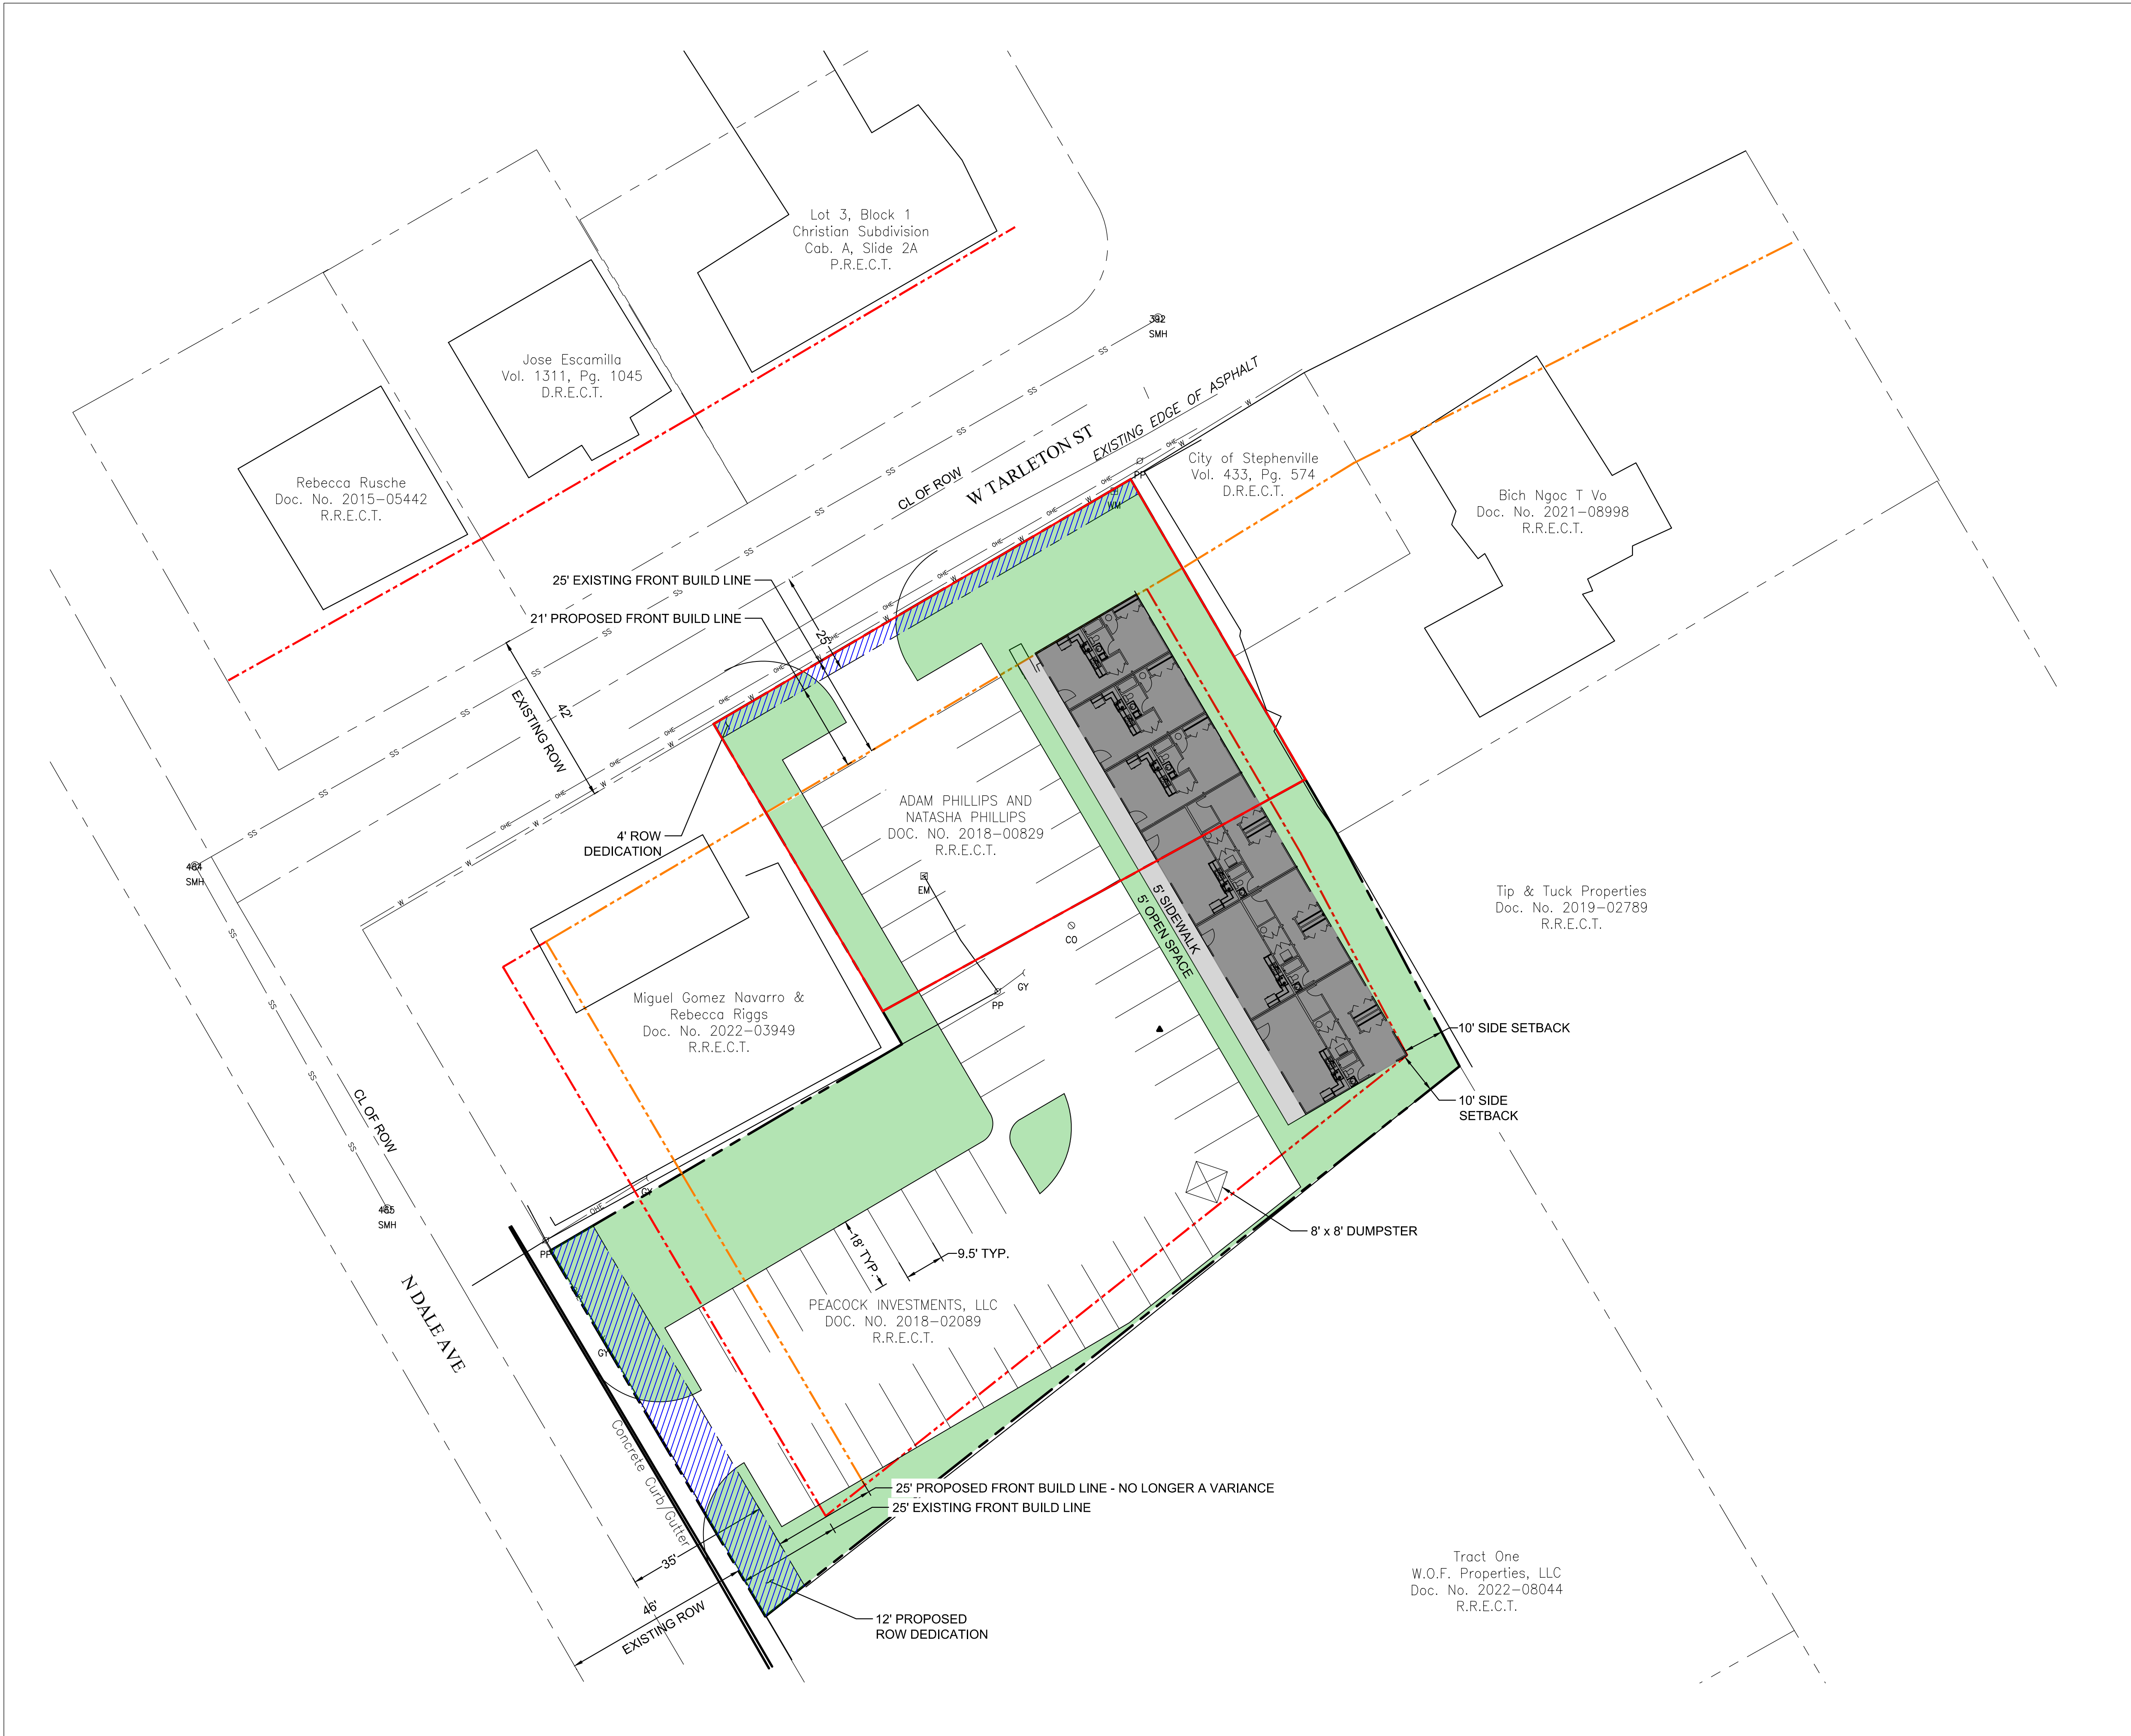 Lot 3, Block 1
Christian Subdivision
Cab. A, Slide 2A
P.R.E.C.T.
Jose Escamilla
Vol. 1311, Pg. 1045
D.R.E.C.T.
Rebecca Rusche
Doc. No. 2015-05442
R.R.E.C.T.
392
SMH
EXISTING EDGE OF ASPHALT
W TARLETON ST
CL OF ROW
City of Stephenville
Vol. 433, Pg. 574
D.R.E.C.T.
Bich Ngoc T Vo
Doc. No. 2021-08998
R.R.E.C.T.
PP
WM
25' EXISTING FRONT BUILD LINE
21' PROPOSED FRONT BUILD LINE
25'
42'
EXISTING ROW
4' ROW
DEDICATION
ADAM PHILLIPS AND
NATASHA PHILLIPS
DOC. NO. 2018-00829
R.R.E.C.T.
EM
CO
GY
PP
5' SIDEWALK
5' OPEN SPACE
484
SMH
Tip & Tuck Properties
Doc. No. 2019-02789
R.R.E.C.T.
Miguel Gomez Navarro &
Rebecca Riggs
Doc. No. 2022-03949
R.R.E.C.T.
10' SIDE SETBACK
10' SIDE
SETBACK
CL OF ROW
485
SMH
GY
OHE
PP
GY
N DALE AVE
8' x 8' DUMPSTER
18' TYP.
9.5' TYP.
PEACOCK INVESTMENTS, LLC
DOC. NO. 2018-02089
R.R.E.C.T.
Concrete Curb/Gutter
25' PROPOSED FRONT BUILD LINE - NO LONGER A VARIANCE
25' EXISTING FRONT BUILD LINE
35'
46'
EXISTING ROW
12' PROPOSED
ROW DEDICATION
Tract One
W.O.F. Properties, LLC
Doc. No. 2022-08044
R.R.E.C.T.